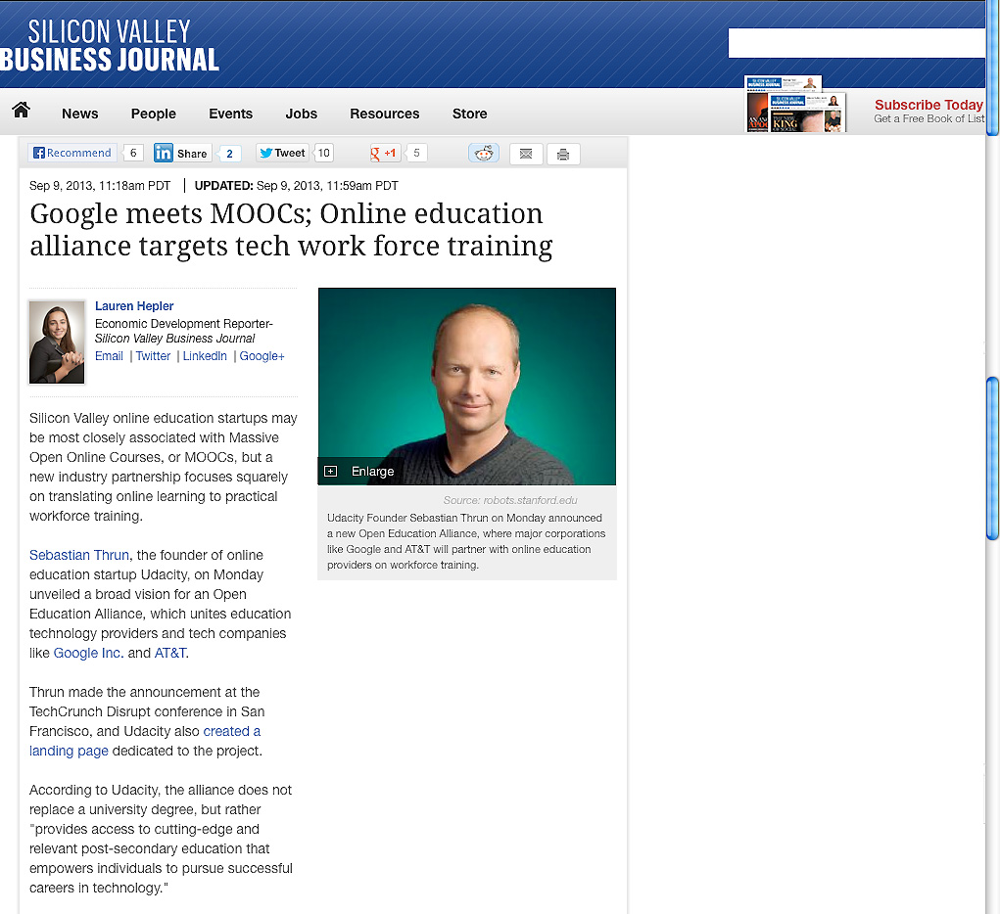 SILICON VALLEY
BUSINESS JOURNAL
News People Events Jobs Resources Store
Subscribe Today
Get a Free Book of List
Recommend 6 in Share 2 Tweet 10 g +1 5
Sep 9, 2013, 11:18am PDT | UPDATED: Sep 9, 2013, 11:59am PDT
Google meets MOOCs; Online education
alliance targets tech work force training
Lauren Hepler
Economic Development Reporter-
Silicon Valley Business Journal
Email | Twitter | LinkedIn | Google+
Silicon Valley online education startups may
be most closely associated with Massive
Open Online Courses, or MOOCs, but a
new industry partnership focuses squarely
on translating online learning to practical
workforce training.
Sebastian Thrun, the founder of online
education startup Udacity, on Monday
unveiled a broad vision for an Open
Education Alliance, which unites education
technology providers and tech companies
like Google Inc. and AT&T.
Thrun made the announcement at the
TechCrunch Disrupt conference in San
Francisco, and Udacity also created a
landing page dedicated to the project.
According to Udacity, the alliance does not
replace a university degree, but rather
"provides access to cutting-edge and
relevant post-secondary education that
empowers individuals to pursue successful
careers in technology."
Enlarge
Source: robots.stanford.edu
Udacity Founder Sebastian Thrun on Monday announced
a new Open Education Alliance, where major corporations
like Google and AT&T will partner with online education
providers on workforce training.